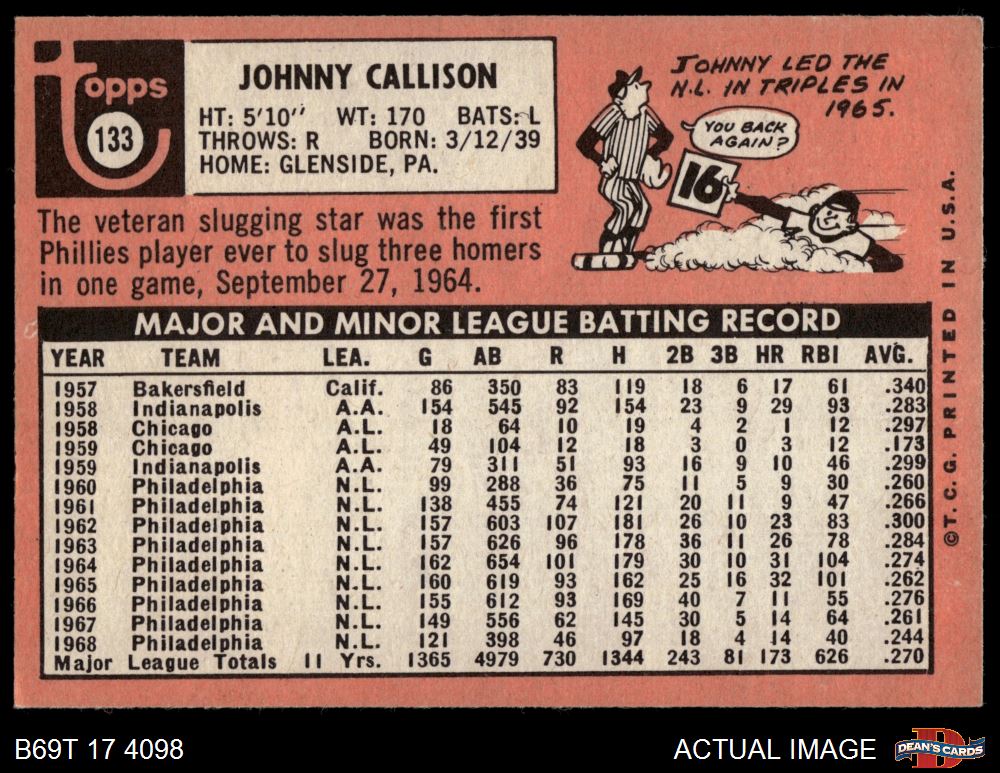 topps
133
JOHNNY CALLISON
HT: 5'10" WT: 170 BATS: L
THROWS: R BORN: 3/12/39
HOME: GLENSIDE, PA.
The veteran slugging star was the first
Phillies player ever to slug three homers
in one game, September 27, 1964.
JOHNNY LED THE
N.L. IN TRIPLES IN
1965.
YOU BACK
AGAIN?
16
MAJOR AND MINOR LEAGUE BATTING RECORD
YEAR TEAM LEA. G AB R H 2B 3B HR RBI AVG.
1957 Bakersfield Calif. 86 350 83 119 18 6 17 61 .340
1958 Indianapolis A.A. 154 545 92 154 23 9 29 93 .283
1958 Chicago A.L. 18 64 10 19 4 2 1 12 .297
1959 Chicago A.L. 49 104 12 18 3 0 3 12 .173
1959 Indianapolis A.A. 79 311 51 93 16 9 10 46 .299
1960 Philadelphia N.L. 99 288 36 75 11 5 9 30 .260
1961 Philadelphia N.L. 138 455 74 121 20 11 9 47 .266
1962 Philadelphia N.L. 157 603 107 181 26 10 23 83 .300
1963 Philadelphia N.L. 157 626 96 178 36 11 26 78 .284
1964 Philadelphia N.L. 162 654 101 179 30 10 31 104 .274
1965 Philadelphia N.L. 160 619 93 162 25 16 32 101 .262
1966 Philadelphia N.L. 155 612 93 169 40 7 11 55 .276
1967 Philadelphia N.L. 149 556 62 145 30 5 14 64 .261
1968 Philadelphia N.L. 121 398 46 97 18 4 14 40 .244
Major League Totals 11 Yrs. 1365 4979 730 1344 243 81 173 626 .270
©T.C.G. PRINTED IN U.S.A.
B69T 17 4098
ACTUAL IMAGE
D
DEAN'S CARDS